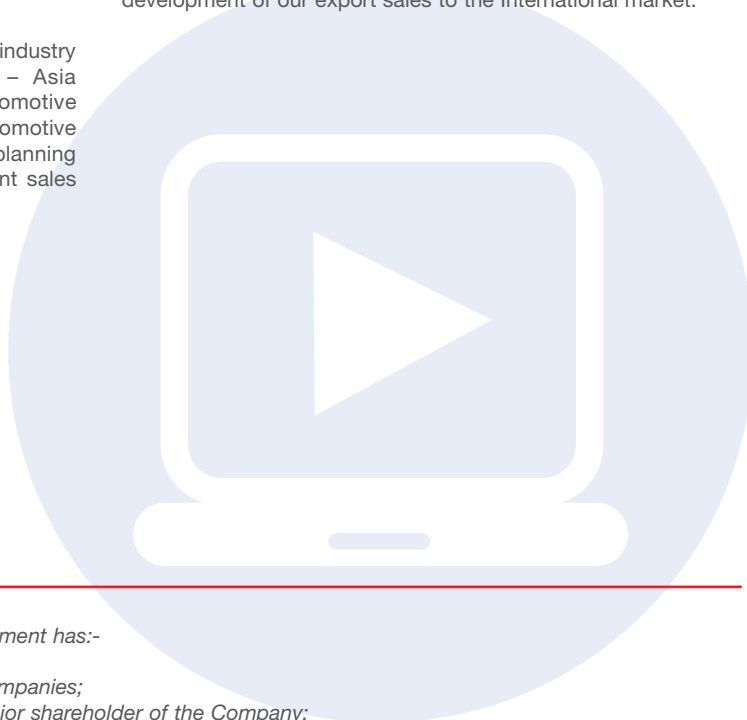 development of our export sales to the International market.
industry
– Asia
omotive
omotive
planning
nt sales
ment has:-
mpanies;
ior shareholder of the Company;